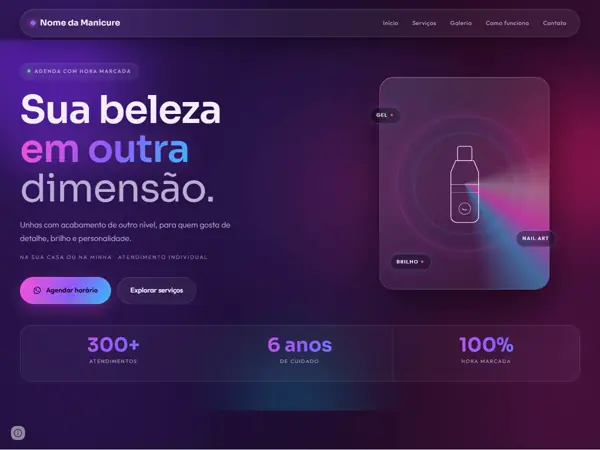 Nome da Manicure
Início Serviços Galeria Como funciona Contato
AGENDA COM HORA MARCADA
Sua beleza
em outra
dimensão.
Unhas com acabamento de outro nível, para quem gosta de
detalhe, brilho e personalidade.
NA SUA CASA OU NA MINHA · ATENDIMENTO INDIVIDUAL
Agendar horário
Explorar serviços
GEL +
NAIL ART
BRILHO +
300+
ATENDIMENTOS
6 anos
DE CUIDADO
100%
HORA MARCADA